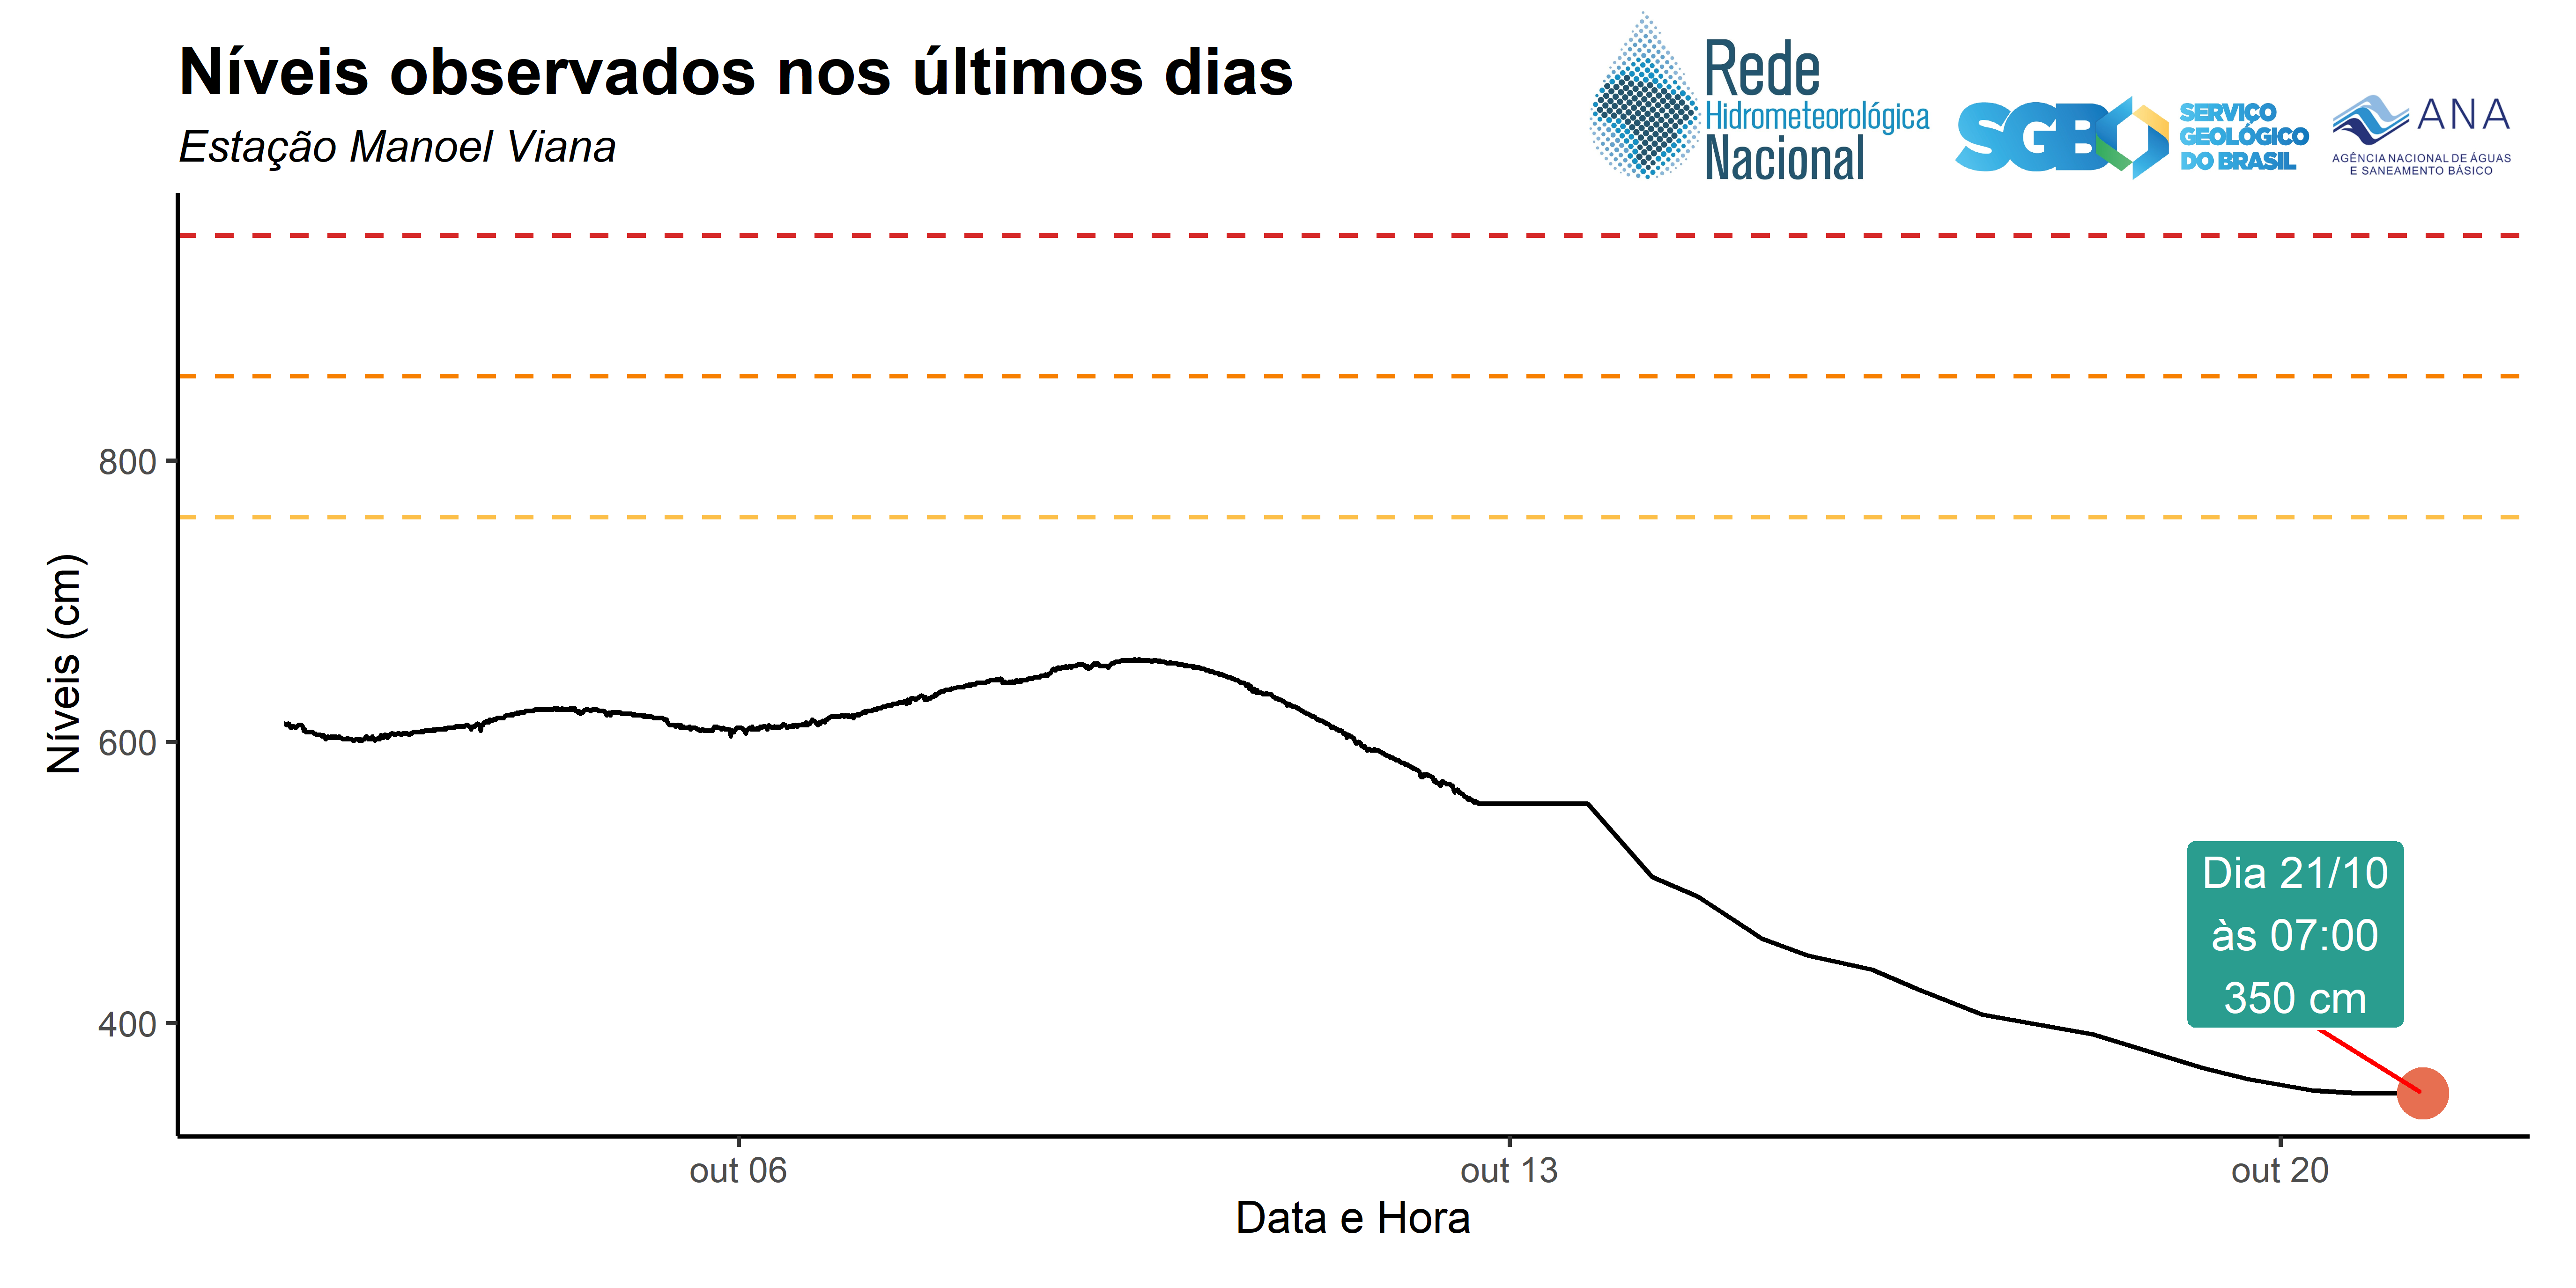 Níveis observados nos últimos dias
Estação Manoel Viana
Rede
Hidrometeorológica
Nacional
SGB
SERVIÇO
GEOLÓGICO
DO BRASIL
ANA
AGÊNCIA NACIONAL DE ÁGUAS
E SANEAMENTO BÁSICO
Níveis (cm)
800
600
400
Dia 21/10
às 07:00
350 cm
out 06
out 13
out 20
Data e Hora